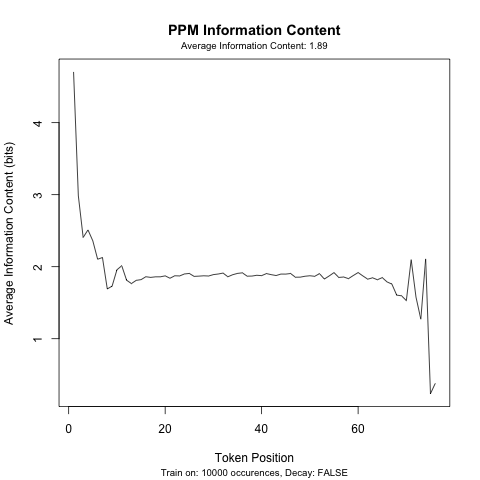 PPM Information Content
Average Information Content: 1.89
Average Information Content (bits)
4
3
2
1
0
20
40
60
Token Position
Train on: 10000 occurences, Decay: FALSE